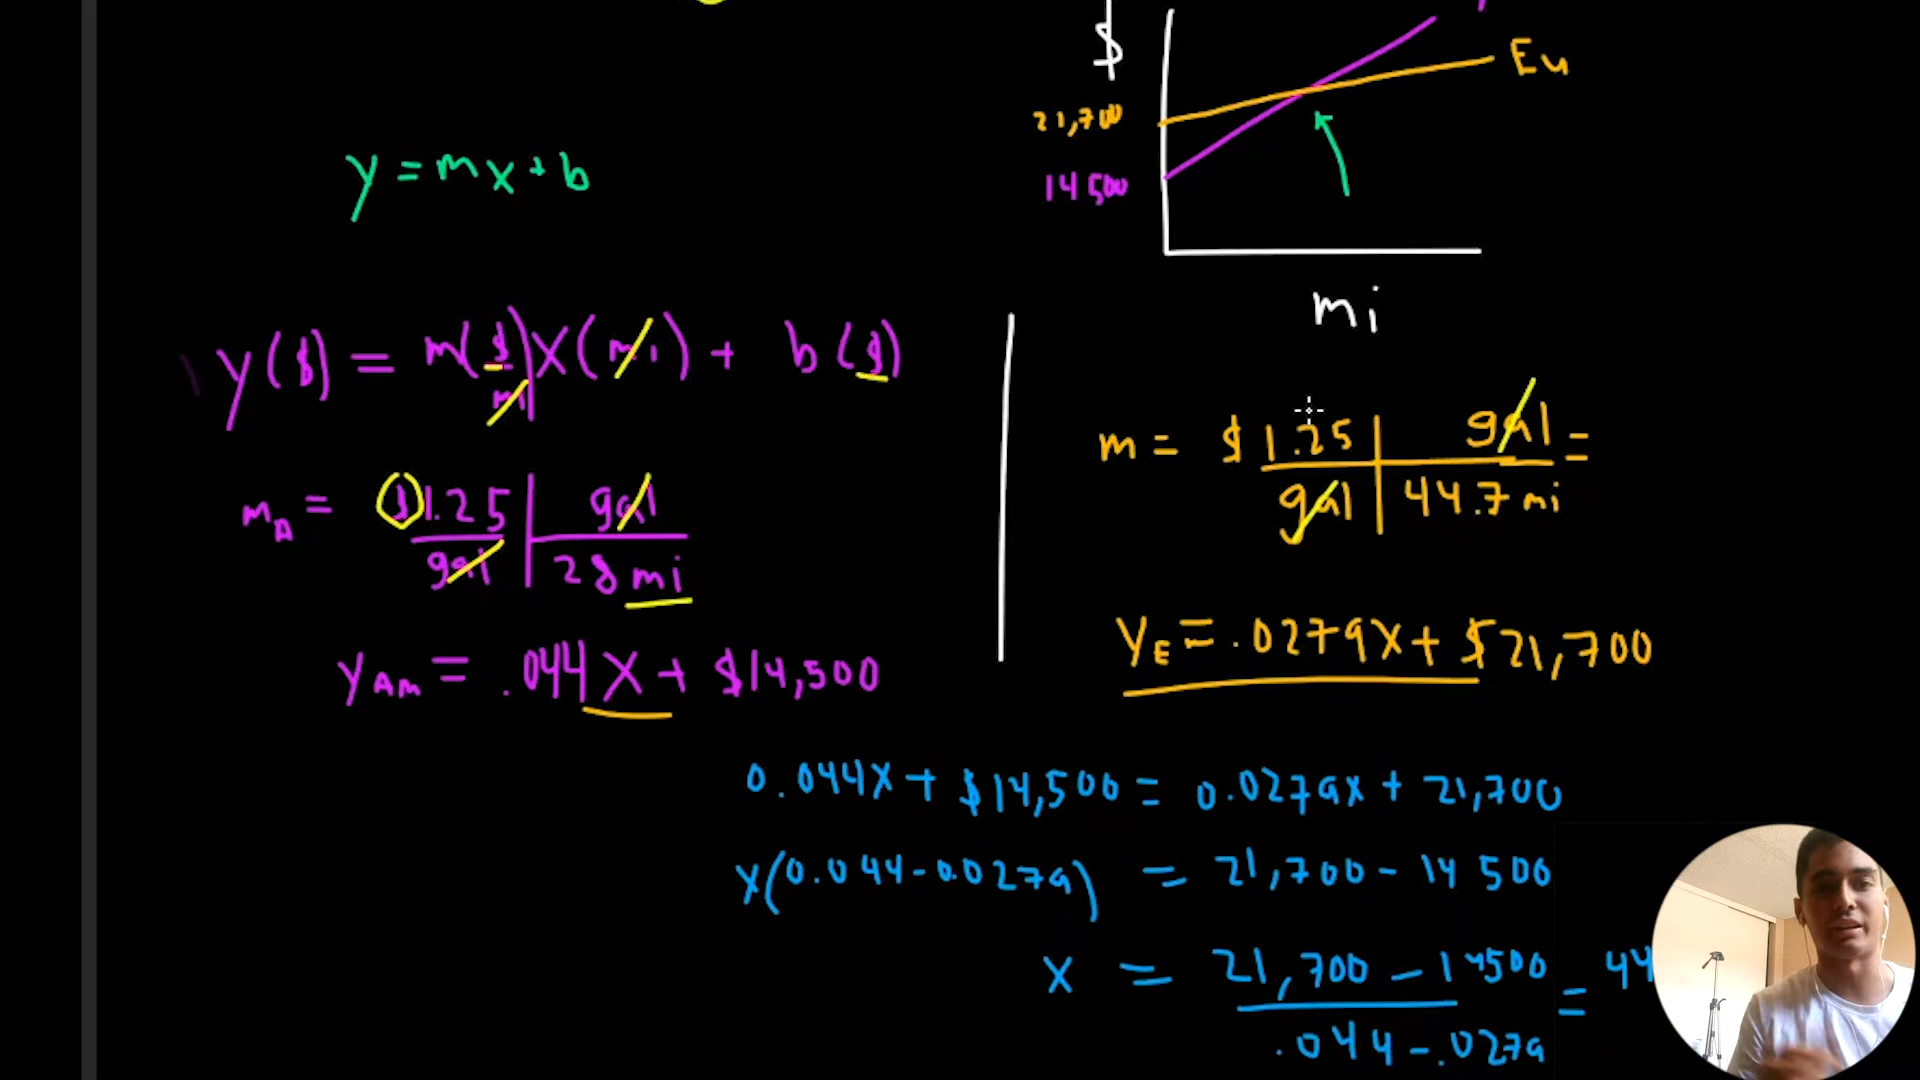 $
Eu
21,700
14 500
mi
y = mx + b
y($) = m($/mi) x(mi) + b($)
mA = $1.25/gal | gal/28 mi
yAm = .044x + $14,500
m = $1.25/gal | gal/44.7 mi =
yE = .0279x + $21,700
0.044x + $14,500 = 0.0279x + 21,700
x(0.044 - 0.0279) = 21,700 - 14 500
x = 21,700 - 14500 / .044 - .0279 = 44